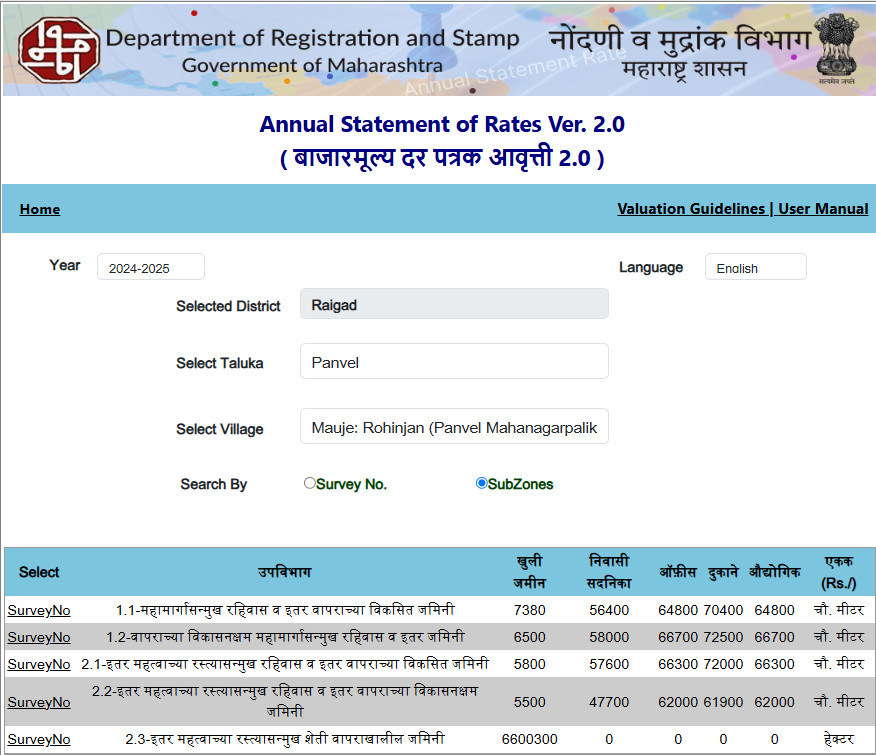 Department of Registration and Stamp
Government of Maharashtra
नोंदणी व मुद्रांक विभाग
महाराष्ट्र शासन
सत्यमेव जयते
Annual Statement Rate
Annual Statement of Rates Ver. 2.0
( बाजारमूल्य दर पत्रक आवृत्ती 2.0 )
Home Valuation Guidelines | User Manual
Year 2024-2025 Language English
Selected District Raigad
Select Taluka Panvel
Select Village Mauje: Rohinjan (Panvel Mahanagarpalik
Search By Survey No. SubZones
Select उपविभाग खुली जमीन निवासी सदनिका ऑफ़ीस दुकाने औद्योगिक एकक (Rs./)
SurveyNo 1.1-महामार्गासन्मुख रहिवास व इतर वापराच्या विकसित जमिनी 7380 56400 64800 70400 64800 चौ. मीटर
SurveyNo 1.2-वापराच्या विकासनक्षम महामार्गासन्मुख रहिवास व इतर जमिनी 6500 58000 66700 72500 66700 चौ. मीटर
SurveyNo 2.1-इतर महत्वाच्या रस्त्यासन्मुख रहिवास व इतर वापराच्या विकसित जमिनी 5800 57600 66300 72000 66300 चौ. मीटर
SurveyNo 2.2-इतर महत्वाच्या रस्त्यासन्मुख रहिवास व इतर वापराच्या विकासनक्षम जमिनी 5500 47700 62000 61900 62000 चौ. मीटर
SurveyNo 2.3-इतर महत्वाच्या रस्त्यासन्मुख शेती वापराखालील जमिनी 6600300 0 0 0 0 हेक्टर